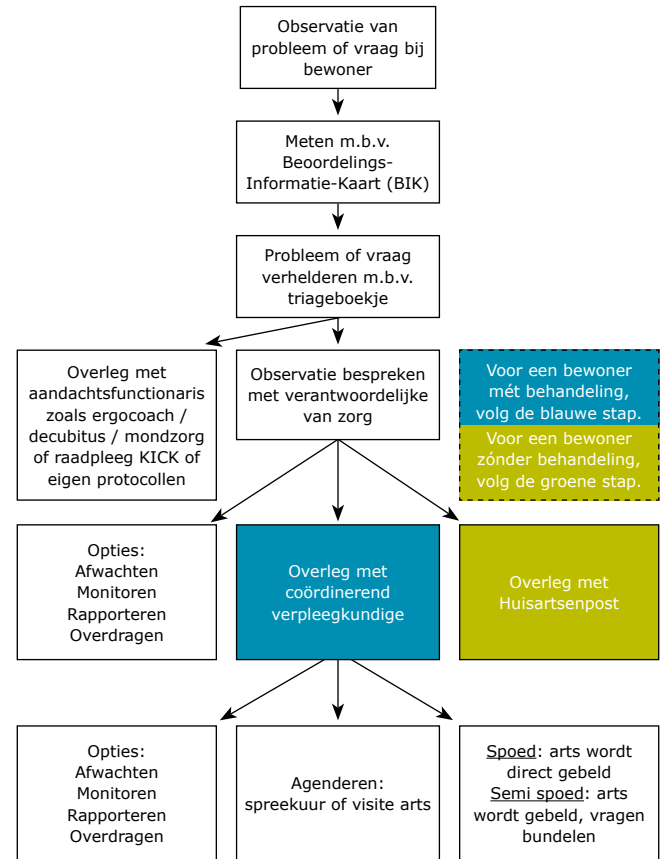 Observatie van
probleem of vraag bij
bewoner
Meten m.b.v.
Beoordelings-
Informatie-Kaart (BIK)
Probleem of vraag
verhelderen m.b.v.
triageboekje
Overleg met
aandachtsfunctionaris
zoals ergocoach /
decubitus / mondzorg
of raadpleeg KICK of
eigen protocollen
Observatie bespreken
met verantwoordelijke
van zorg
Voor een bewoner
mét behandeling,
volg de blauwe stap.
Voor een bewoner
zónder behandeling,
volg de groene stap.
Opties:
Afwachten
Monitoren
Rapporteren
Overdragen
Overleg met
coördinerend
verpleegkundige
Overleg met
Huisartsenpost
Opties:
Afwachten
Monitoren
Rapporteren
Overdragen
Agenderen:
spreekuur of visite arts
Spoed: arts wordt
direct gebeld
Semi spoed: arts
wordt gebeld, vragen
bundelen